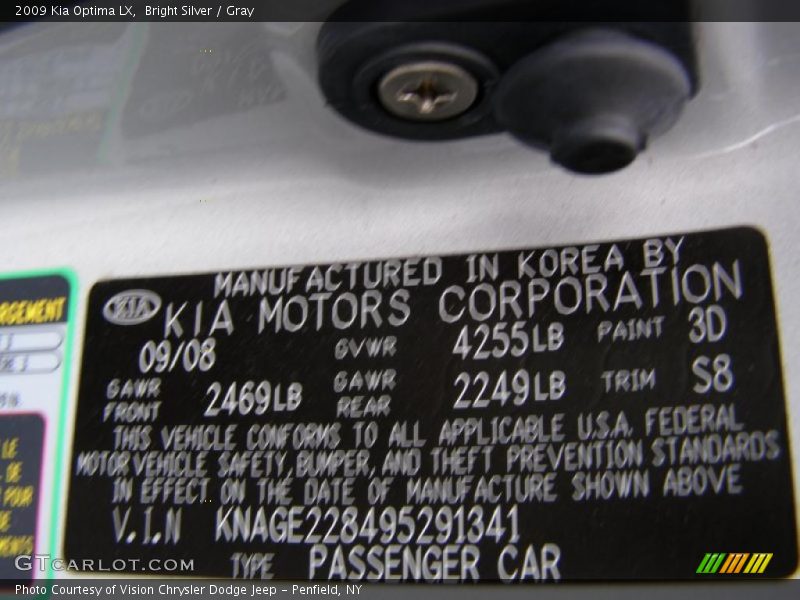 2009 Kia Optima LX, Bright Silver / Gray
MANUFACTURED IN KOREA BY
KIA KIA MOTORS CORPORATION
09/08 GVWR 4255LB PAINT 3D
GAWR FRONT 2469LB GAWR REAR 2249LB TRIM S8
THIS VEHICLE CONFORMS TO ALL APPLICABLE U.S.A. FEDERAL
MOTOR VEHICLE SAFETY, BUMPER, AND THEFT PREVENTION STANDARDS
IN EFFECT ON THE DATE OF MANUFACTURE SHOWN ABOVE
V.I.N KNAGE228495291341
TYPE PASSENGER CAR
LE
DE
POUR
GTCARLOT.COM
Photo Courtesy of Vision Chrysler Dodge Jeep – Penfield, NY